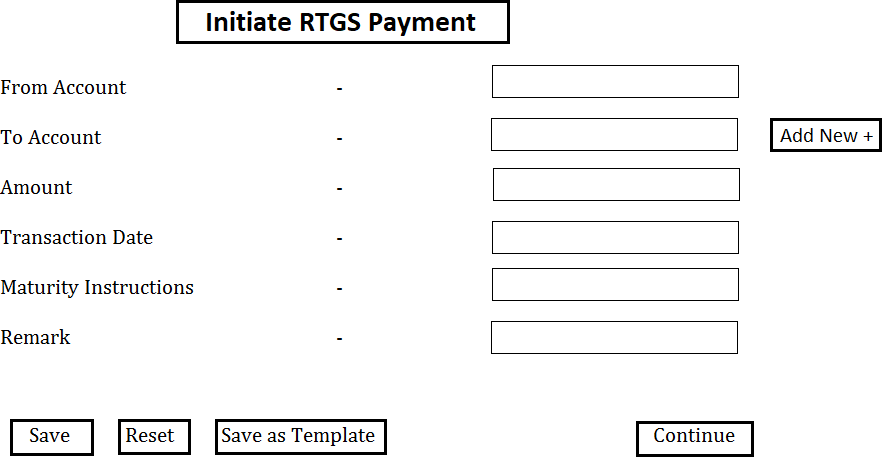 Initiate RTGS Payment
From Account -
To Account - Add New +
Amount -
Transaction Date -
Maturity Instructions -
Remark -
Save Reset Save as Template Continue